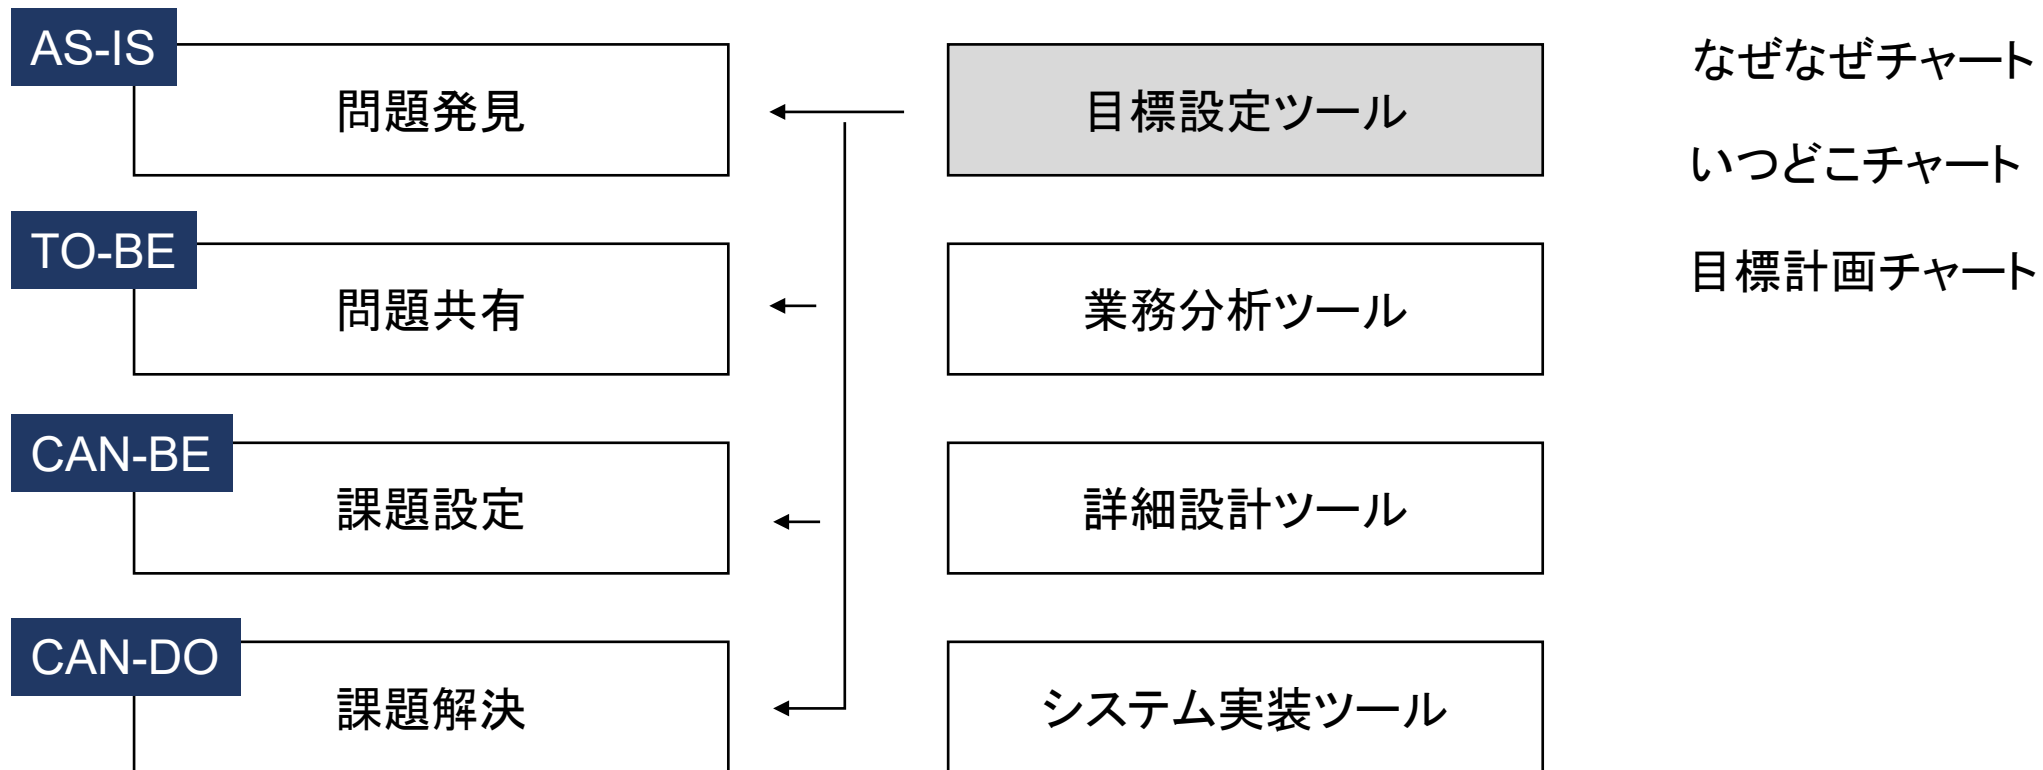 AS-IS
問題発見
目標設定ツール
なぜなぜチャート
いつどこチャート
TO-BE
問題共有
業務分析ツール
目標計画チャート
CAN-BE
課題設定
詳細設計ツール
CAN-DO
課題解決
システム実装ツール